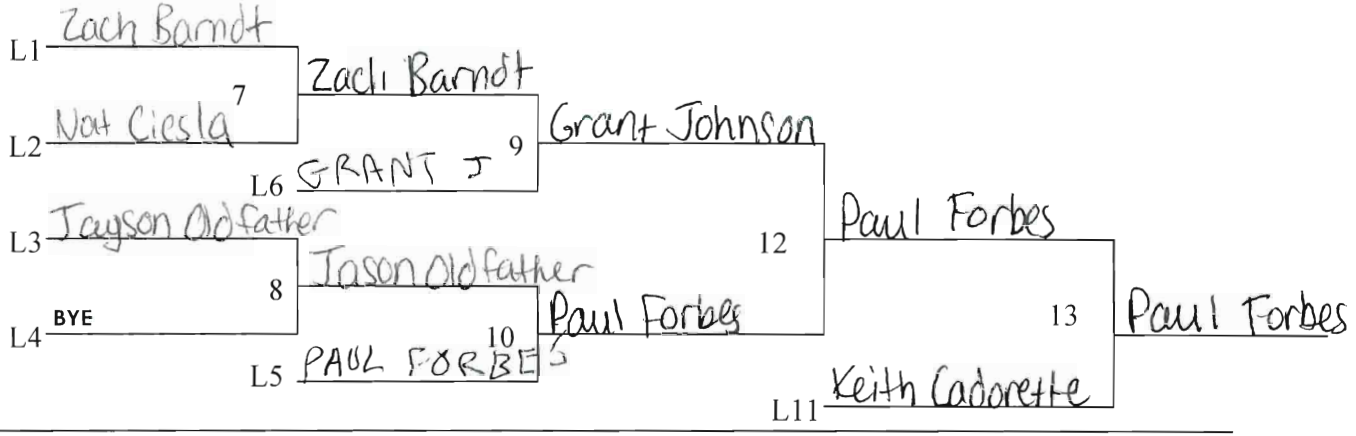 L1 Zach Barndt
7 Zach Barndt
L2 Nat Ciesla
9 Grant Johnson
L6 GRANT J
L3 Jayson Oldfather
12 Paul Forbes
8 Jason Oldfather
L4 BYE
10 Paul Forbes
L5 PAUL FORBES
13 Paul Forbes
L11 Keith Cadorette